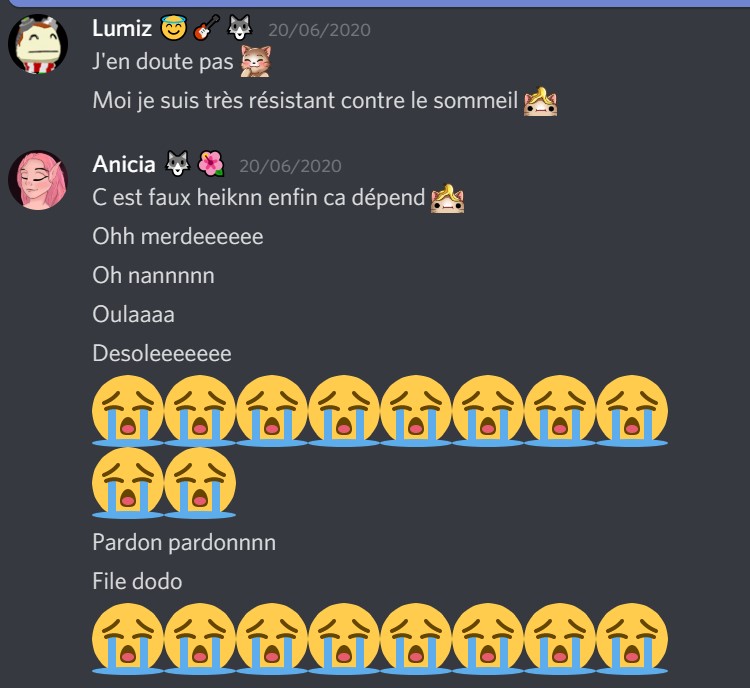 Lumiz 😇 🎸 🐺 20/06/2020
J'en doute pas
Moi je suis très résistant contre le sommeil
Anicia 🐺 🌺 20/06/2020
C est faux heiknn enfin ca dépend
Ohh merdeeeeee
Oh nannnnn
Oulaaaa
Desoleeeeeee
😭😭😭😭😭😭😭😭
😭😭
Pardon pardonnnn
File dodo
😭😭😭😭😭😭😭😭